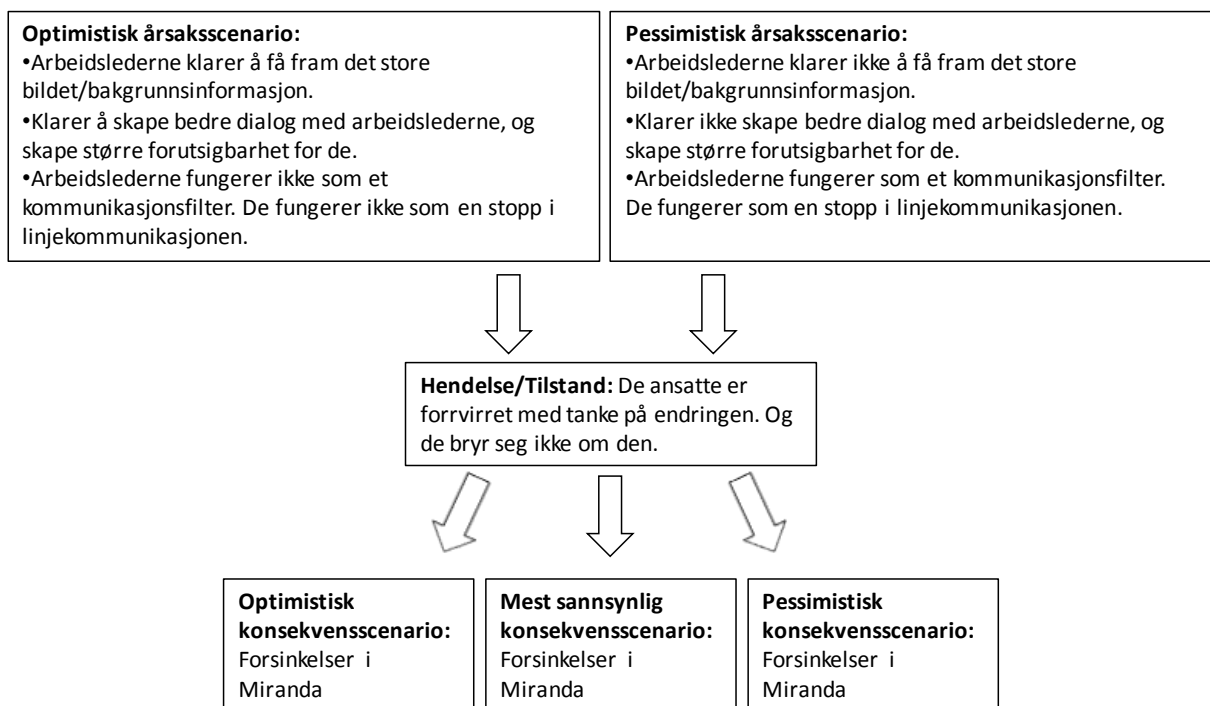 Optimistisk årsaksscenario:
•Arbeidslederne klarer å få fram det store
bildet/bakgrunnsinformasjon.
•Klarer å skape bedre dialog med arbeidslederne, og
skape større forutsigbarhet for de.
•Arbeidslederne fungerer ikke som et
kommunikasjonsfilter. De fungerer ikke som en stopp i
linjekommunikasjonen.
Pessimistisk årsaksscenario:
•Arbeidslederne klarer ikke å få fram det store
bildet/bakgrunnsinformasjon.
•Klarer ikke skape bedre dialog med arbeidslederne, og
skape større forutsigbarhet for de.
•Arbeidslederne fungerer som et kommunikasjonsfilter.
De fungerer som en stopp i linjekommunikasjonen.
Hendelse/Tilstand: De ansatte er
forrvirret med tanke på endringen. Og
de bryr seg ikke om den.
Optimistisk
konsekvensscenario:
Forsinkelser i
Miranda
Mest sannsynlig
konsekvensscenario:
Forsinkelser i
Miranda
Pessimistisk
konsekvensscenario:
Forsinkelser i
Miranda